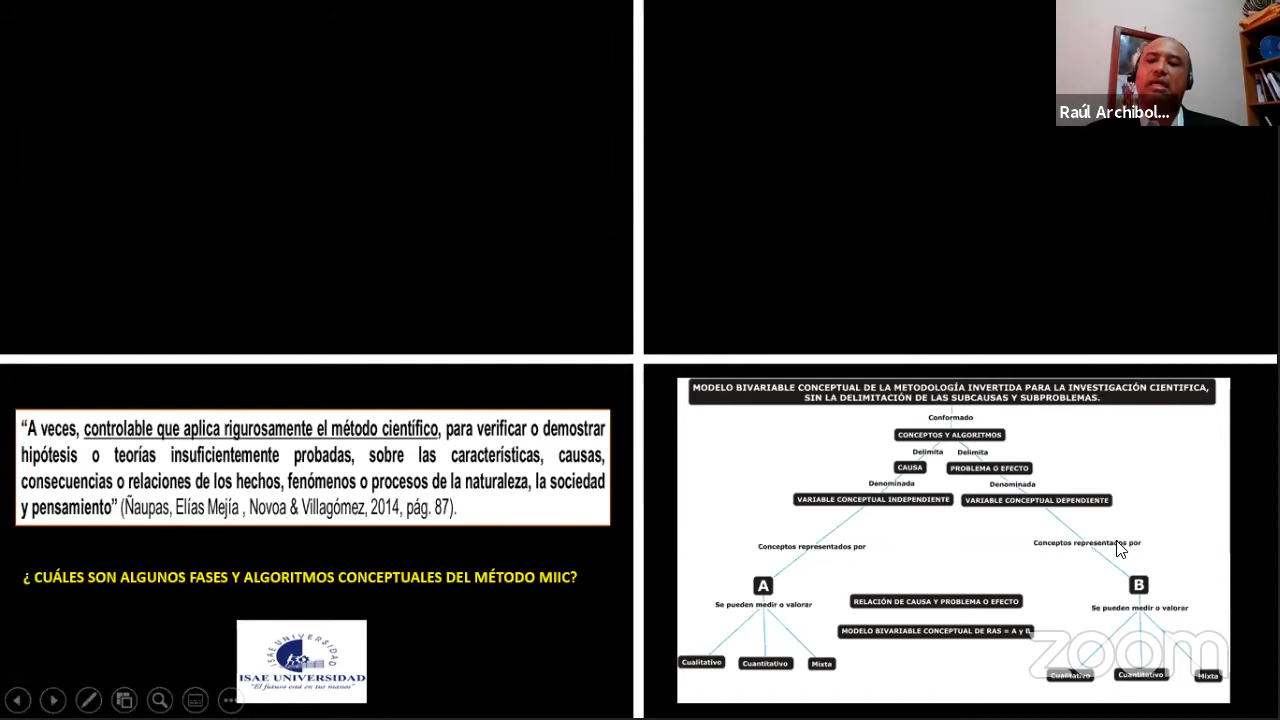 Raúl Archibol...
“A veces, controlable que aplica rigurosamente el método científico, para verificar o demostrar
hipótesis o teorías insuficientemente probadas, sobre las características, causas,
consecuencias o relaciones de los hechos, fenómenos o procesos de la naturaleza, la sociedad
y pensamiento” (Ñaupas, Elías Mejía , Novoa & Villagómez, 2014, pág. 87).
¿ CUÁLES SON ALGUNOS FASES Y ALGORITMOS CONCEPTUALES DEL MÉTODO MIIC?
ISAE UNIVERSIDAD
ISAE UNIVERSIDAD
"El futuro está en tus manos"
MODELO BIVARIABLE CONCEPTUAL DE LA METODOLOGÍA INVERTIDA PARA LA INVESTIGACIÓN CIENTIFICA,
SIN LA DELIMITACIÓN DE LAS SUBCAUSAS Y SUBPROBLEMAS.
Conformado
CONCEPTOS Y ALGORITMOS
Delimita Delimita
CAUSA PROBLEMA O EFECTO
Denominada Denominada
VARIABLE CONCEPTUAL INDEPENDIENTE VARIABLE CONCEPTUAL DEPENDIENTE
Conceptos representados por Conceptos representados por
A B
Se pueden medir o valorar RELACIÓN DE CAUSA Y PROBLEMA O EFECTO Se pueden medir o valorar
MODELO BIVARIABLE CONCEPTUAL DE RAS = A y B.
Cualitativo Cuantitativo Mixta Cualitativo Cuantitativo Mixta
zoom